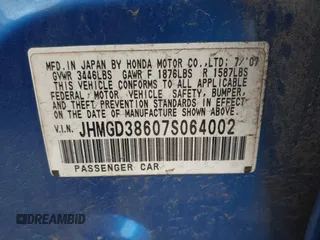 MFD. IN JAPAN BY HONDA MOTOR CO.,LTD. 7/'07
GVWR 3446LBS GAWR F 1876LBS R 1587LBS
THIS VEHICLE CONFORMS TO ALL APPLICABLE
FEDERAL MOTOR VEHICLE SAFETY, BUMPER,
AND THEFT PREVENTION STANDARDS IN EFFECT
ON THE DATE OF MANUFACTURE SHOWN ABOVE.
V.I.N. JHMGD38607S064002
PASSENGER CAR
DREAMBID